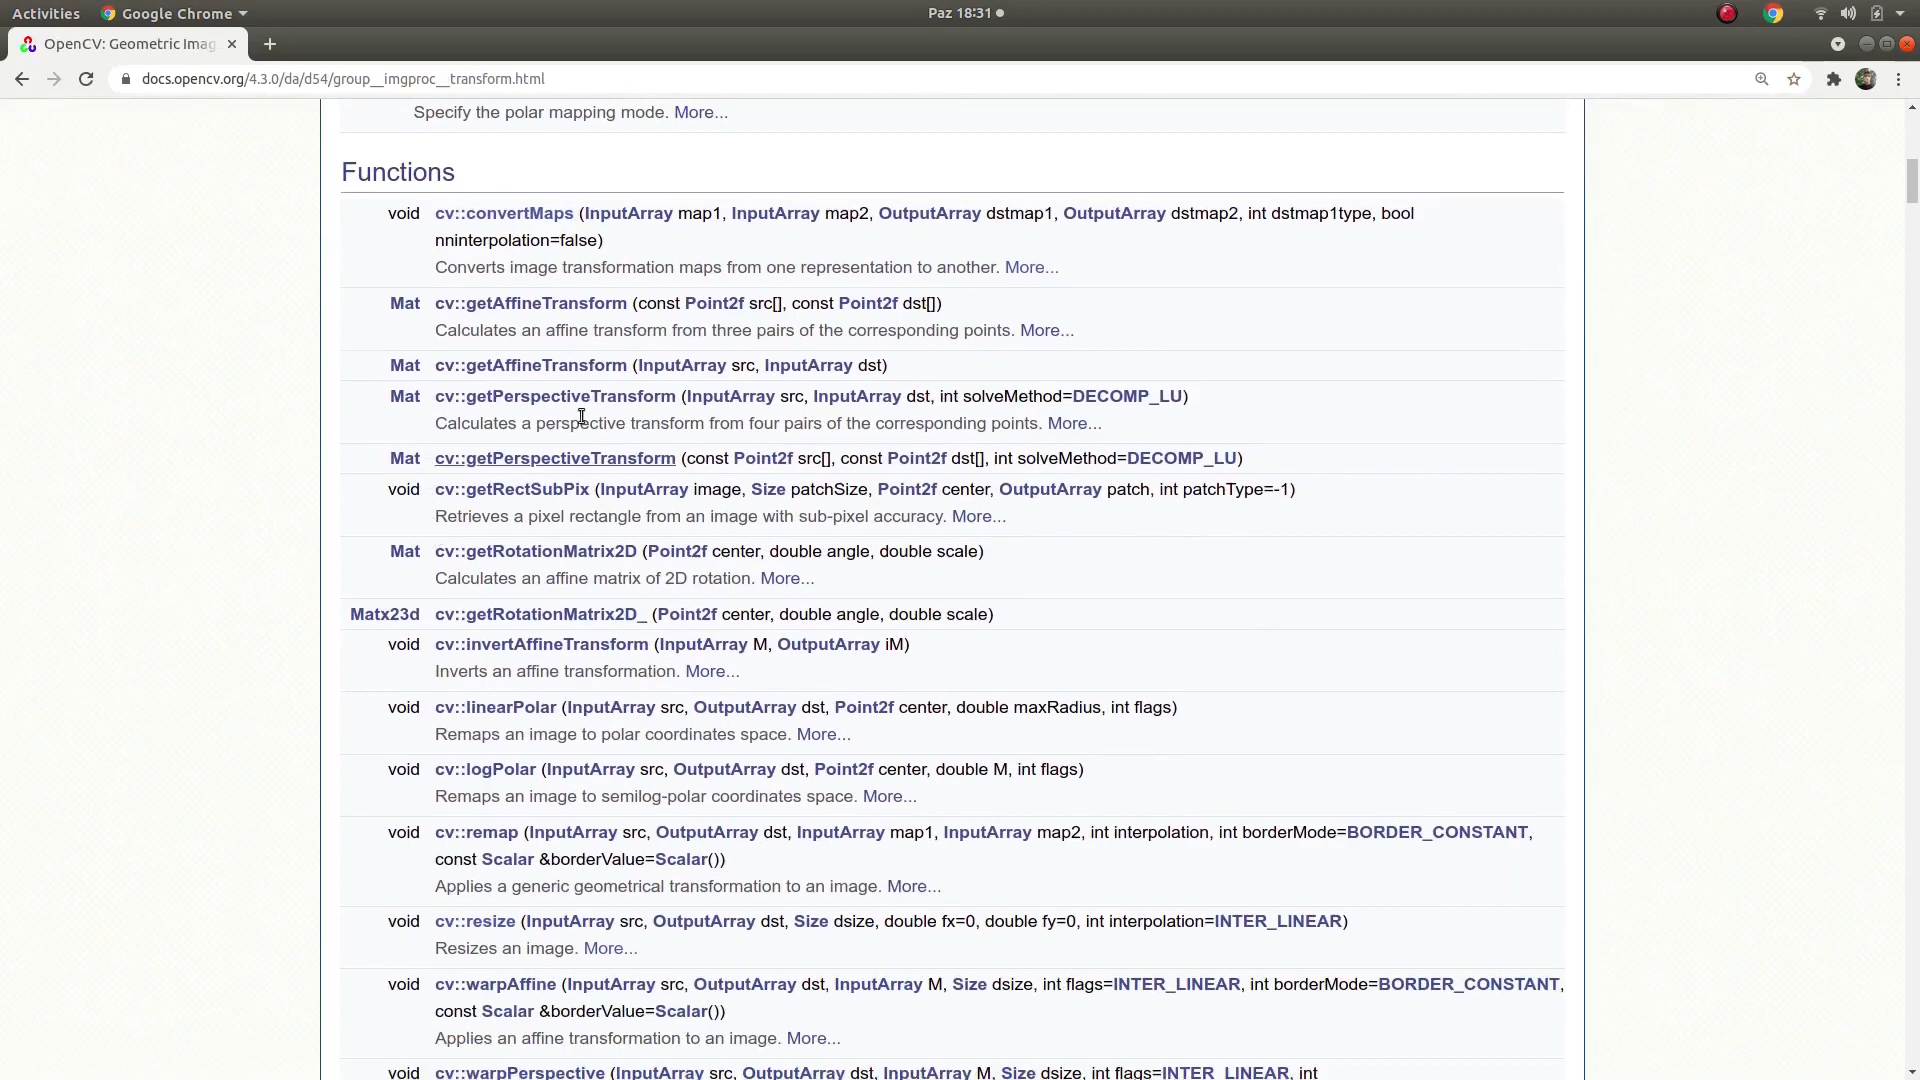 Activities Google Chrome Paz 18:31
OpenCV: Geometric Imag
docs.opencv.org/4.3.0/da/d54/group__imgproc__transform.html
Specify the polar mapping mode. More...
Functions
void cv::convertMaps (InputArray map1, InputArray map2, OutputArray dstmap1, OutputArray dstmap2, int dstmap1type, bool
nninterpolation=false)
Converts image transformation maps from one representation to another. More...
Mat cv::getAffineTransform (const Point2f src[], const Point2f dst[])
Calculates an affine transform from three pairs of the corresponding points. More...
Mat cv::getAffineTransform (InputArray src, InputArray dst)
Mat cv::getPerspectiveTransform (InputArray src, InputArray dst, int solveMethod=DECOMP_LU)
Calculates a perspective transform from four pairs of the corresponding points. More...
Mat cv::getPerspectiveTransform (const Point2f src[], const Point2f dst[], int solveMethod=DECOMP_LU)
void cv::getRectSubPix (InputArray image, Size patchSize, Point2f center, OutputArray patch, int patchType=-1)
Retrieves a pixel rectangle from an image with sub-pixel accuracy. More...
Mat cv::getRotationMatrix2D (Point2f center, double angle, double scale)
Calculates an affine matrix of 2D rotation. More...
Matx23d cv::getRotationMatrix2D_ (Point2f center, double angle, double scale)
void cv::invertAffineTransform (InputArray M, OutputArray iM)
Inverts an affine transformation. More...
void cv::linearPolar (InputArray src, OutputArray dst, Point2f center, double maxRadius, int flags)
Remaps an image to polar coordinates space. More...
void cv::logPolar (InputArray src, OutputArray dst, Point2f center, double M, int flags)
Remaps an image to semilog-polar coordinates space. More...
void cv::remap (InputArray src, OutputArray dst, InputArray map1, InputArray map2, int interpolation, int borderMode=BORDER_CONSTANT,
const Scalar &borderValue=Scalar())
Applies a generic geometrical transformation to an image. More...
void cv::resize (InputArray src, OutputArray dst, Size dsize, double fx=0, double fy=0, int interpolation=INTER_LINEAR)
Resizes an image. More...
void cv::warpAffine (InputArray src, OutputArray dst, InputArray M, Size dsize, int flags=INTER_LINEAR, int borderMode=BORDER_CONSTANT,
const Scalar &borderValue=Scalar())
Applies an affine transformation to an image. More...
void cv::warpPerspective (InputArray src, OutputArray dst, InputArray M, Size dsize, int flags=INTER_LINEAR, int